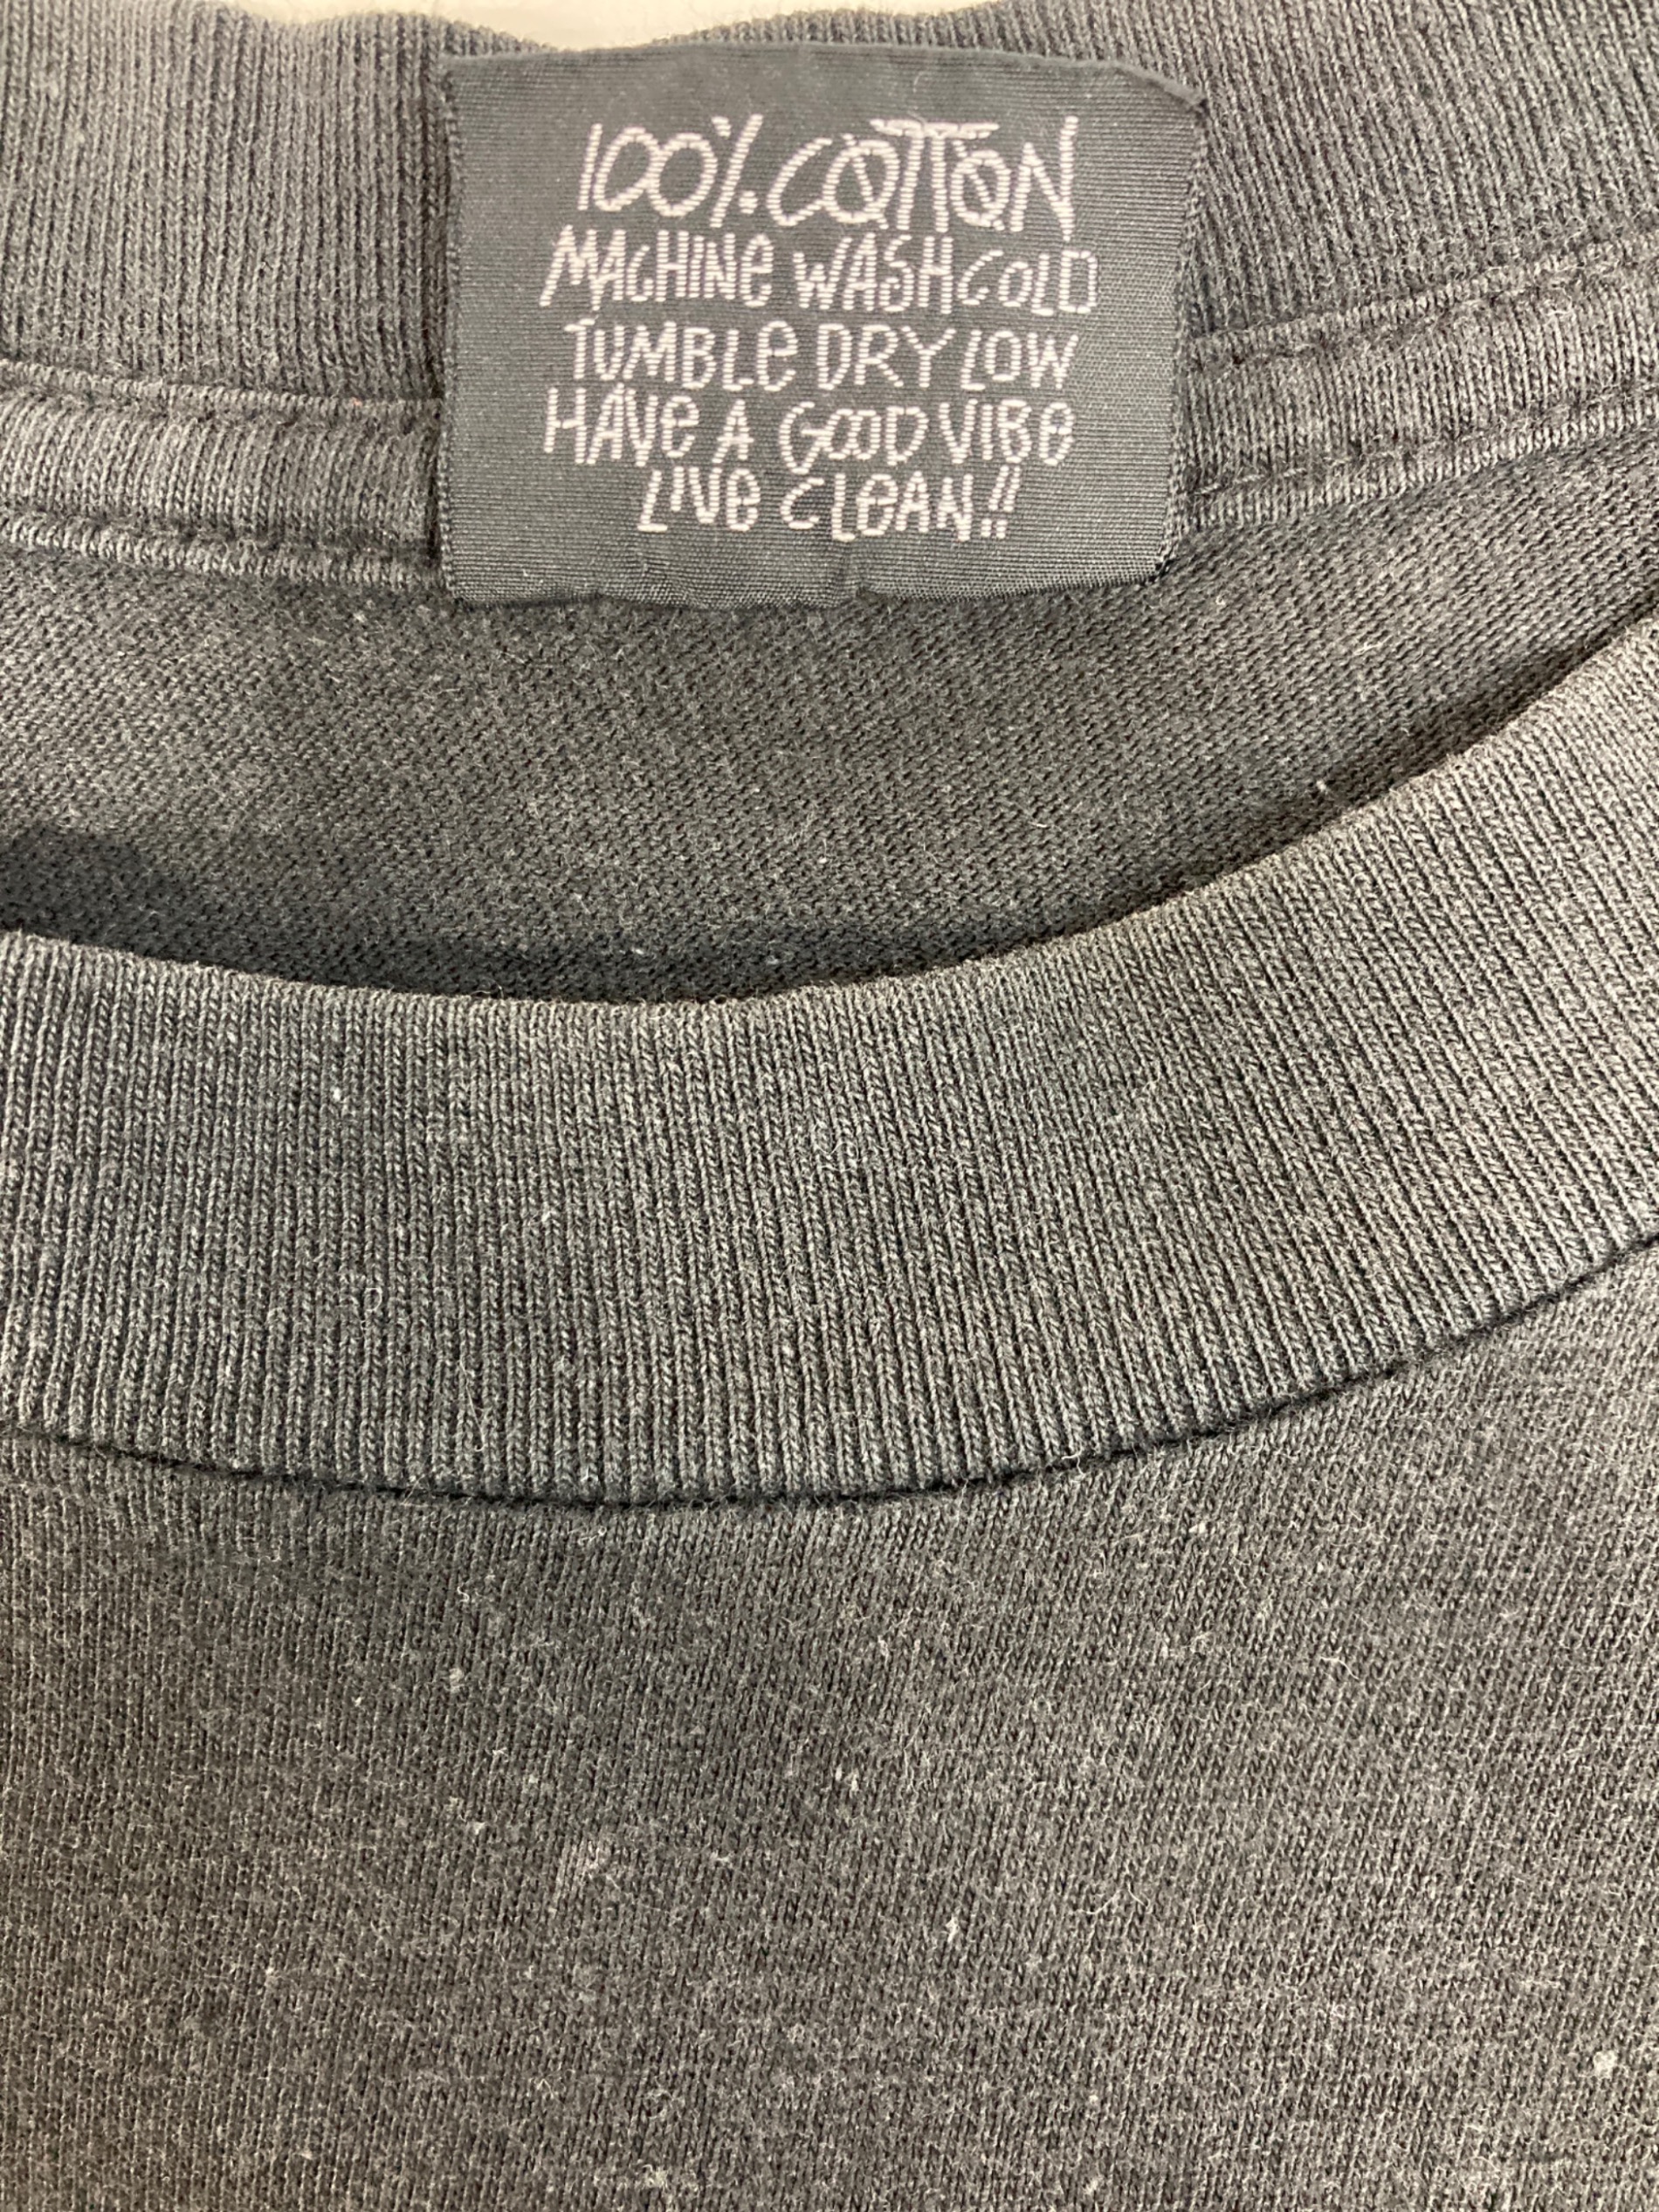 100% COTTON
MACHINE WASH COLD
TUMBLE DRY LOW
HAVE A GOOD VIBE
LIVE CLEAN!!